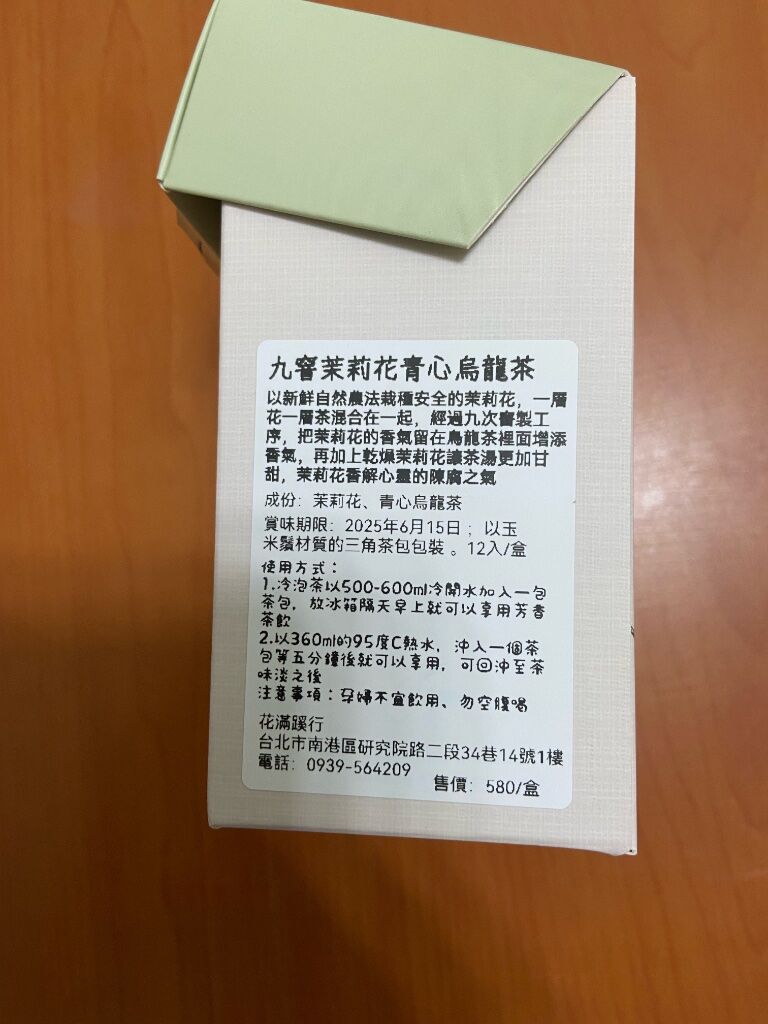 九窨茉莉花青心烏龍茶
以新鮮自然農法栽種安全的茉莉花，一層
花一層茶混合在一起，經過九次窨製工
序，把茉莉花的香氣留在烏龍茶裡面增添
香氣，再加上乾燥茉莉花讓茶湯更加甘
甜，茉莉花香解心靈的陳腐之氣
成份：茉莉花、青心烏龍茶
賞味期限：2025年6月15日；以玉
米鬚材質的三角茶包包裝。12入/盒
使用方式：
1.冷泡茶以500-600ml冷開水加入一包
茶包，放冰箱隔天早上就可以享用芳香
茶飲
2.以360ml的95度C熱水，沖入一個茶
包等五分鐘後就可以享用，可回沖至茶
味淡之後
注意事項：孕婦不宜飲用、勿空腹喝
花滿蹊行
台北市南港區研究院路二段34巷14號1樓
電話：0939-564209
售價：580/盒